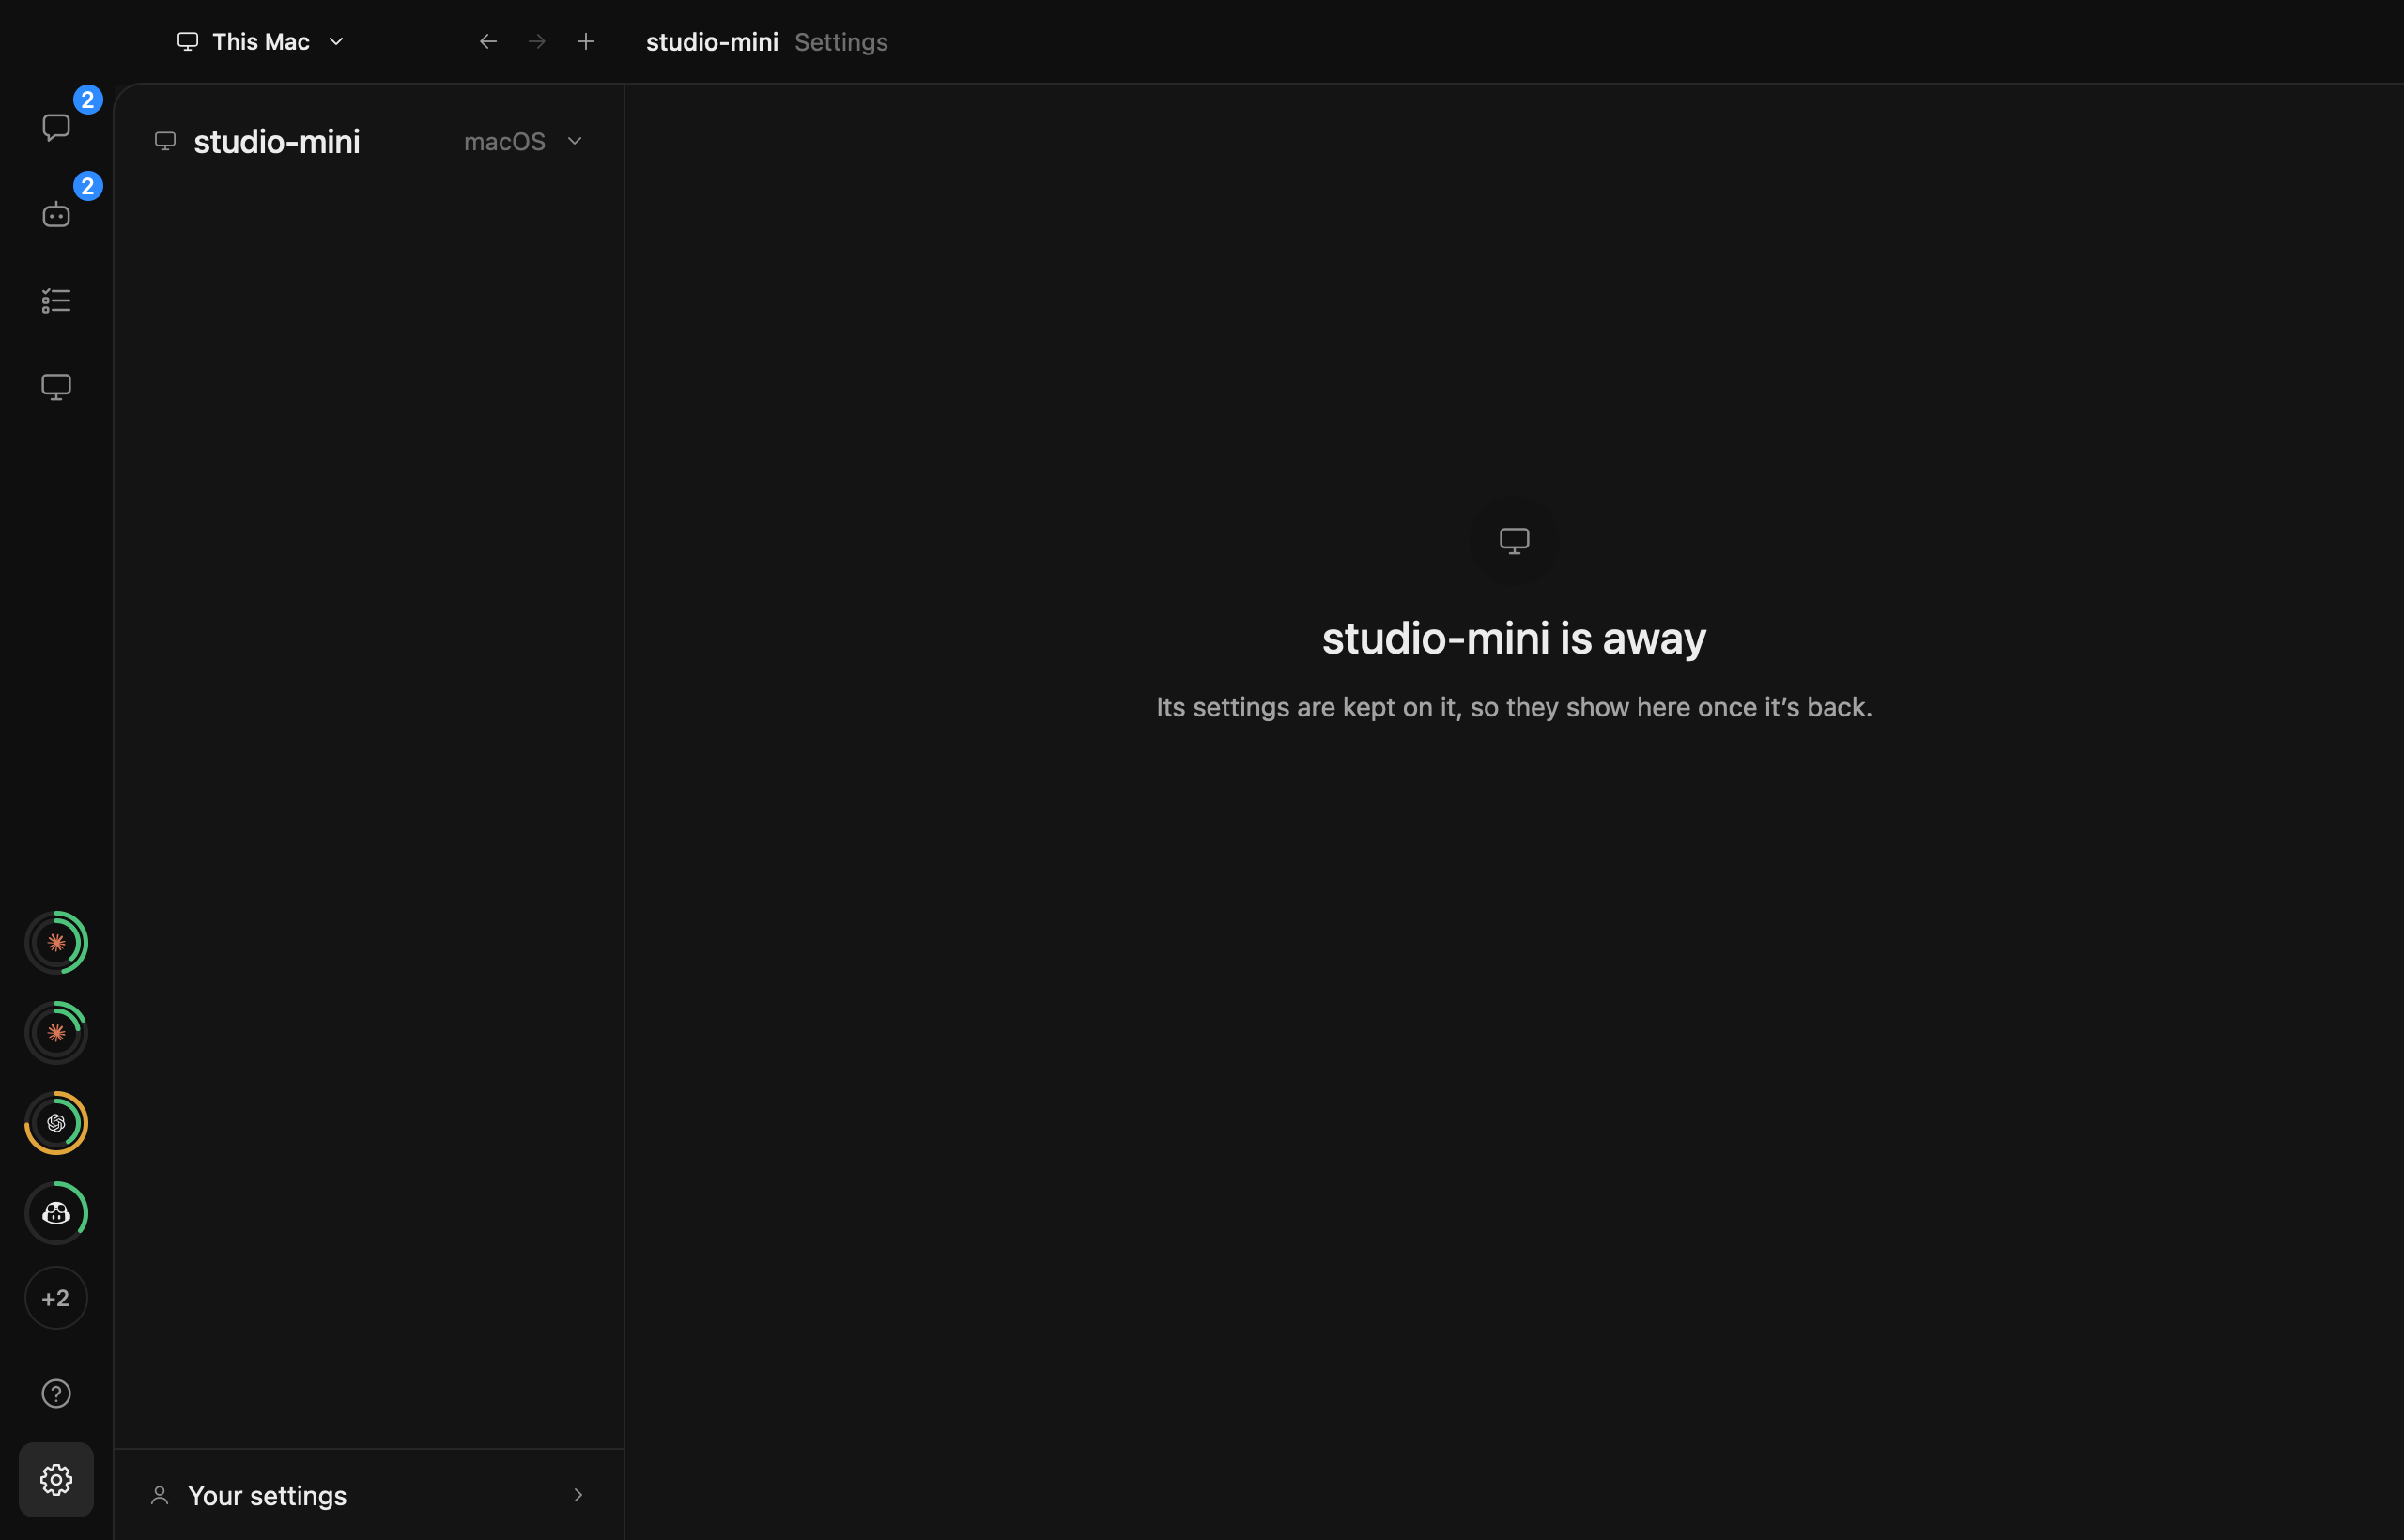 This Mac
studio-mini Settings
2
2
studio-mini macOS
studio-mini is away
Its settings are kept on it, so they show here once it’s back.
+2
Your settings